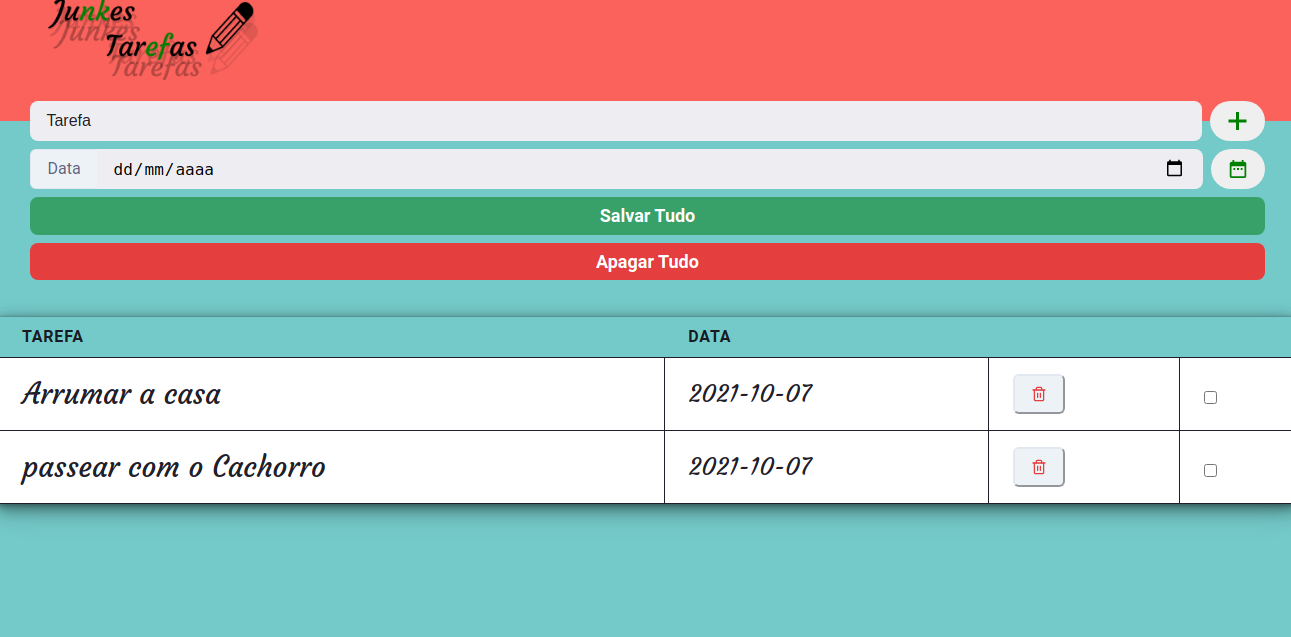 Junkes
Tarefas
Tarefa
Data dd/mm/aaaa
Salvar Tudo
Apagar Tudo
TAREFA DATA
Arrumar a casa 2021-10-07
passear com o Cachorro 2021-10-07